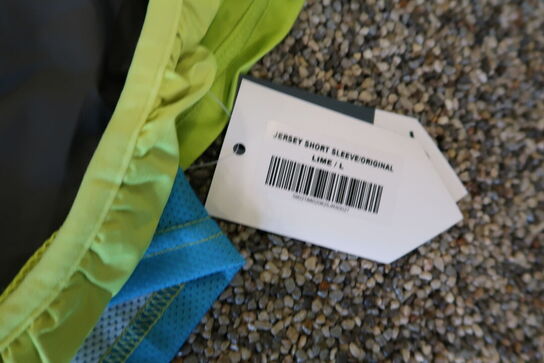 JERSEY SHORT SLEEVE/ORIGINAL
LIME / L